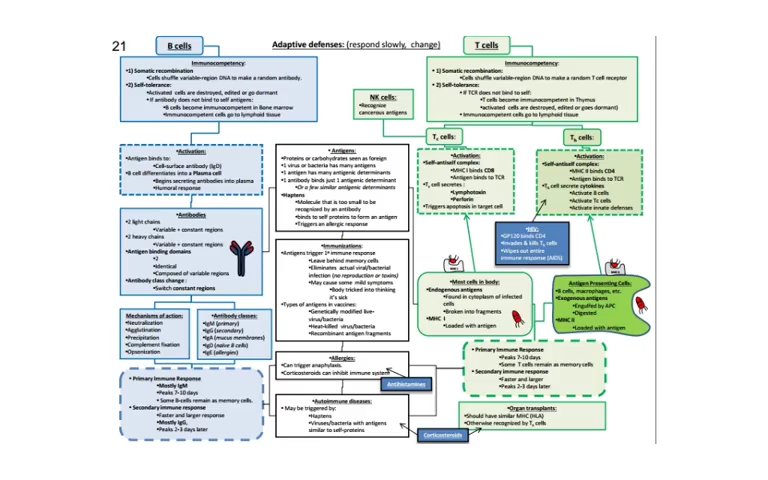 21
B cells
Adaptive defenses: (respond slowly, change)
T cells
Immunocompetency:
•1) Somatic recombination
•Cells shuffle variable-region DNA to make a random antibody.
•2) Self-tolerance:
•Activated cells are destroyed, edited or go dormant
•If antibody does not bind to self antigens:
•B cells become immunocompetent in Bone marrow
•Immunocompetent cells go to lymphoid tissue
Immunocompetency:
• 1) Somatic recombination:
•Cells shuffle variable-region DNA to make a random T cell receptor
• 2) Self-tolerance:
• If TCR does not bind to self:
•T cells become immunocompetent in Thymus
•activated cells are destroyed, edited or goes dormant)
• Immunocompetent cells go to lymphoid tissue
NK cells:
•Recognize
cancerous antigens
Tc cells:
Th cells:
•Activation:
•Antigen binds to:
•Cell-surface antibody (IgD)
•B cell differentiates into a Plasma cell
•Begins secreting antibodies into plasma
•Humoral response
•Antigens:
•Proteins or carbohydrates seen as foreign
•1 virus or bacteria has many antigens
•1 antigen has many antigenic determinants
•1 antibody binds just 1 antigenic determinant
•Or a few similar antigenic determinants
•Haptens
•Molecule that is too small to be
recognized by an antibody
•binds to self proteins to form an antigen
•Triggers an allergic response
•Activation:
•Self-antiself complex:
•MHC I binds CD8
•Antigen binds to TCR
•Tc cell secretes :
•Lymphotoxin
•Perforin
•Triggers apoptosis in target cell
•Activation:
•Self-antiself complex:
•MHC II binds CD4
•Antigen binds to TCR
•Th cell secrete cytokines
•Activate B cells
•Activate Tc cells
•Activate innate defenses
•Antibodies
•2 light chains
•Variable + constant regions
•2 heavy chains
•Variable + constant regions
•Antigen binding domains
•2
•Identical
•Composed of variable regions
•Antibody class change :
•Switch constant regions
•HIV:
•GP120 binds CD4
•Invades & kills Th cells
•Wipes out entire
immune response (AIDS)
•Immunizations:
•Antigens trigger 1° immune response
•Leave behind memory cells
•Eliminates actual viral/bacterial
infection (no reproduction or toxins)
•May cause some mild symptoms
•Body tricked into thinking
it's sick
•Types of antigens in vaccines:
•Genetically modified live-
virus/bacteria
•Heat-killed virus/bacteria
•Recombinant antigen fragments
•Most cells in body:
•Endogenous antigens
•Found in cytoplasm of infected
cells
•Broken into fragments
•MHC I
•Loaded with antigen
Antigen Presenting Cells:
•B cells, macrophages, etc.
•Exogenous antigens
•Engulfed by APC
•Digested
•MHC II
•Loaded with antigen
Mechanisms of action:
•Neutralization
•Agglutination
•Precipitation
•Complement fixation
•Opsonization
•Antibody classes:
•IgM (primary)
•IgG (secondary)
•IgA (mucus membranes)
•IgD (naive B cells)
•IgE (allergies)
•Allergies:
•Can trigger anaphylaxis.
•Corticosteroids can inhibit immune system
Antihistamines
• Primary Immune Response
•Peaks 7-10 days
• Some T cells remain as memory cells.
• Secondary immune response
•Faster and larger
•Peaks 2-3 days later
• Primary Immune Response
•Mostly IgM
•Peaks 7-10 days
• Some B-cells remain as memory cells.
• Secondary immune response
•Faster and larger response
•Mostly IgG,
•Peaks 2-3 days later
•Autoimmune diseases:
• May be triggered by:
•Haptens
•Viruses/bacteria with antigens
similar to self-proteins
Corticosteroids
•Organ transplants:
•Should have similar MHC (HLA)
•Otherwise recognized by Tc cells